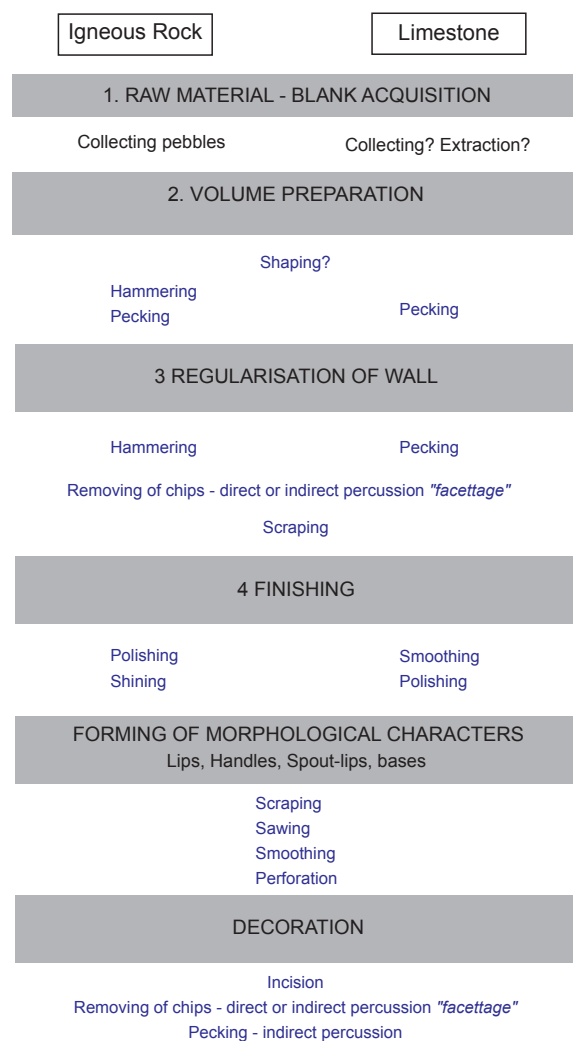 Igneous Rock Limestone
1. RAW MATERIAL - BLANK ACQUISITION
Collecting pebbles Collecting? Extraction?
2. VOLUME PREPARATION
Shaping?
Hammering
Pecking Pecking
3 REGULARISATION OF WALL
Hammering Pecking
Removing of chips - direct or indirect percussion "facettage"
Scraping
4 FINISHING
Polishing Smoothing
Shining Polishing
FORMING OF MORPHOLOGICAL CHARACTERS
Lips, Handles, Spout-lips, bases
Scraping
Sawing
Smoothing
Perforation
DECORATION
Incision
Removing of chips - direct or indirect percussion "facettage"
Pecking - indirect percussion